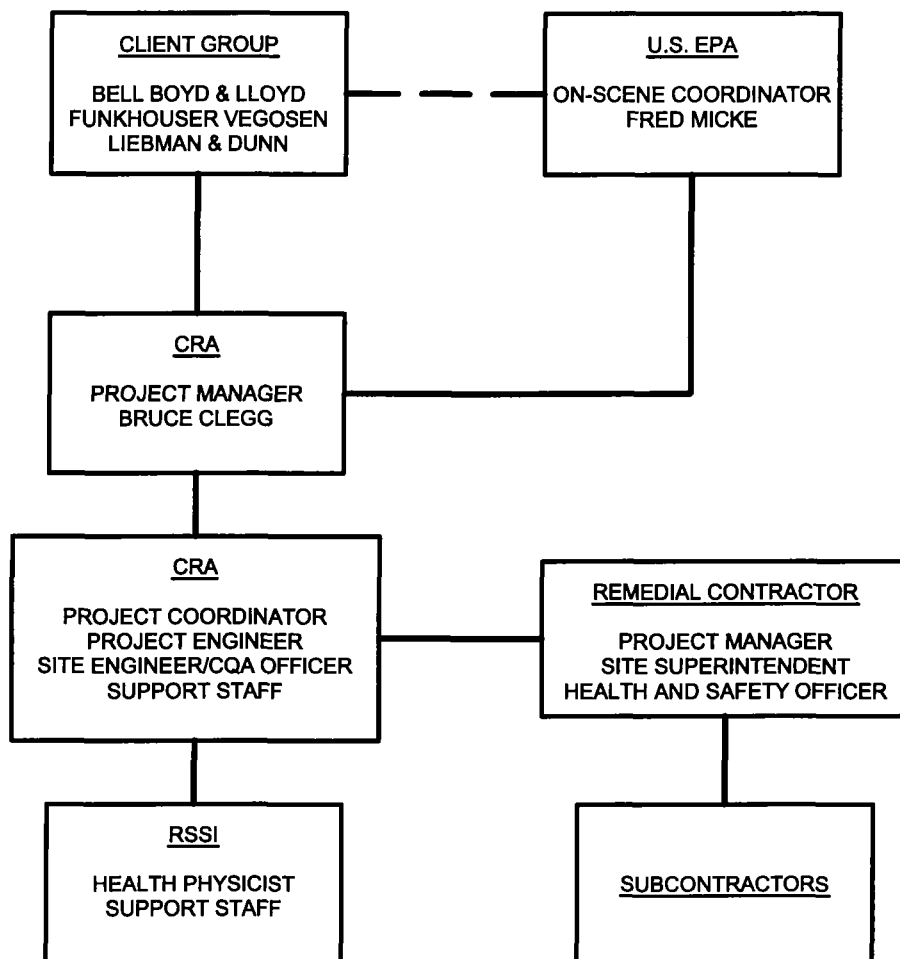 CLIENT GROUP
BELL BOYD & LLOYD
FUNKHOUSER VEGOSEN
LIEBMAN & DUNN
U.S. EPA
ON-SCENE COORDINATOR
FRED MICKE
CRA
PROJECT MANAGER
BRUCE CLEGG
CRA
PROJECT COORDINATOR
PROJECT ENGINEER
SITE ENGINEER/CQA OFFICER
SUPPORT STAFF
REMEDIAL CONTRACTOR
PROJECT MANAGER
SITE SUPERINTENDENT
HEALTH AND SAFETY OFFICER
RSSI
HEALTH PHYSICIST
SUPPORT STAFF
SUBCONTRACTORS